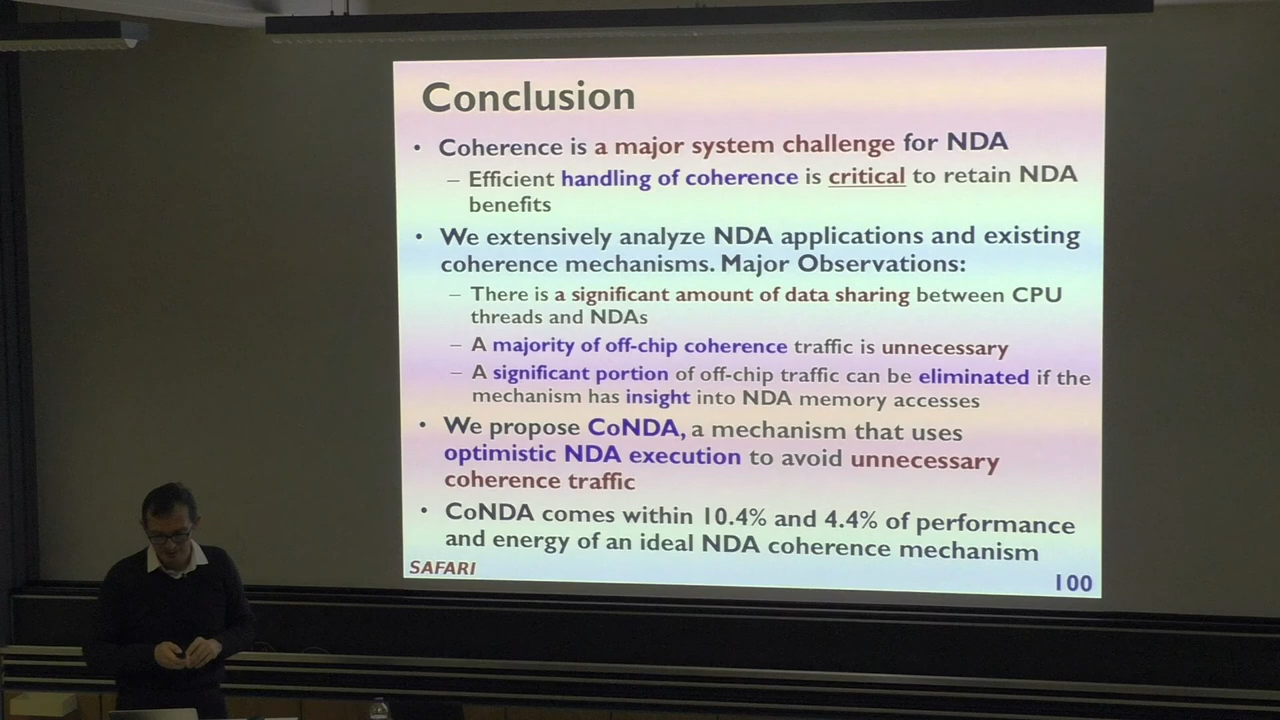 Conclusion
• Coherence is a major system challenge for NDA
– Efficient handling of coherence is critical to retain NDA
benefits
• We extensively analyze NDA applications and existing
coherence mechanisms. Major Observations:
– There is a significant amount of data sharing between CPU
threads and NDAs
– A majority of off-chip coherence traffic is unnecessary
– A significant portion of off-chip traffic can be eliminated if the
mechanism has insight into NDA memory accesses
• We propose CoNDA, a mechanism that uses
optimistic NDA execution to avoid unnecessary
coherence traffic
• CoNDA comes within 10.4% and 4.4% of performance
and energy of an ideal NDA coherence mechanism
SAFARI
100